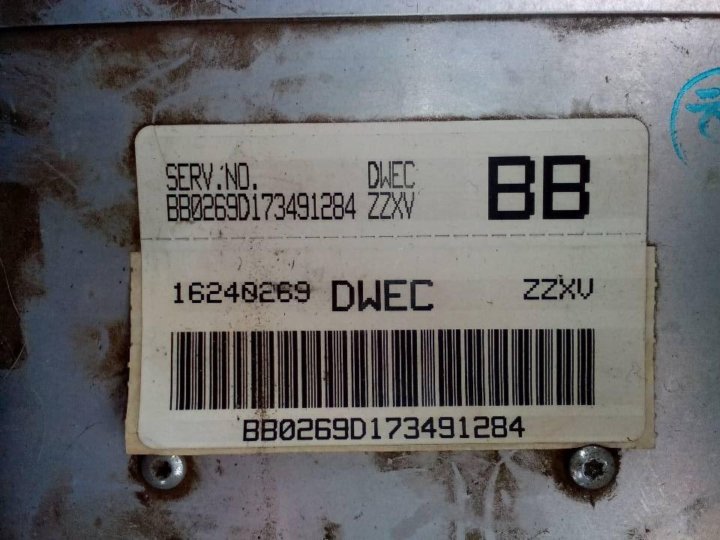 SERV.NO. DWEC BB
BB0269D173491284 ZZXV
16240269 DWEC ZZXV
BB0269D173491284